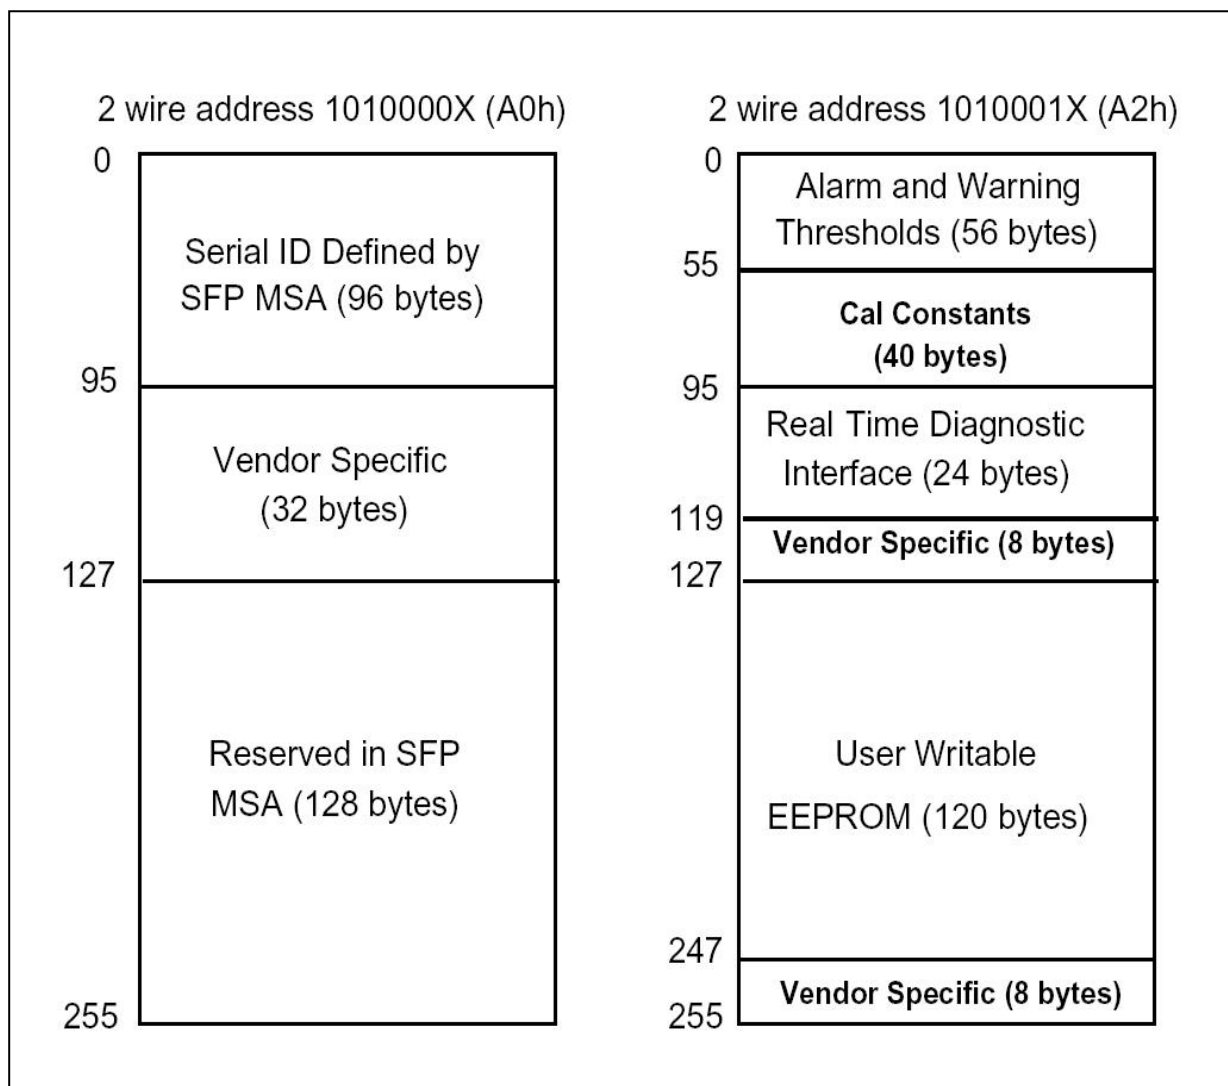 2 wire address 1010000X (A0h)
0
Serial ID Defined by
SFP MSA (96 bytes)
95
Vendor Specific
(32 bytes)
127
Reserved in SFP
MSA (128 bytes)
255
2 wire address 1010001X (A2h)
0
Alarm and Warning
Thresholds (56 bytes)
55
Cal Constants
(40 bytes)
95
Real Time Diagnostic
Interface (24 bytes)
119
Vendor Specific (8 bytes)
127
User Writable
EEPROM (120 bytes)
247
Vendor Specific (8 bytes)
255